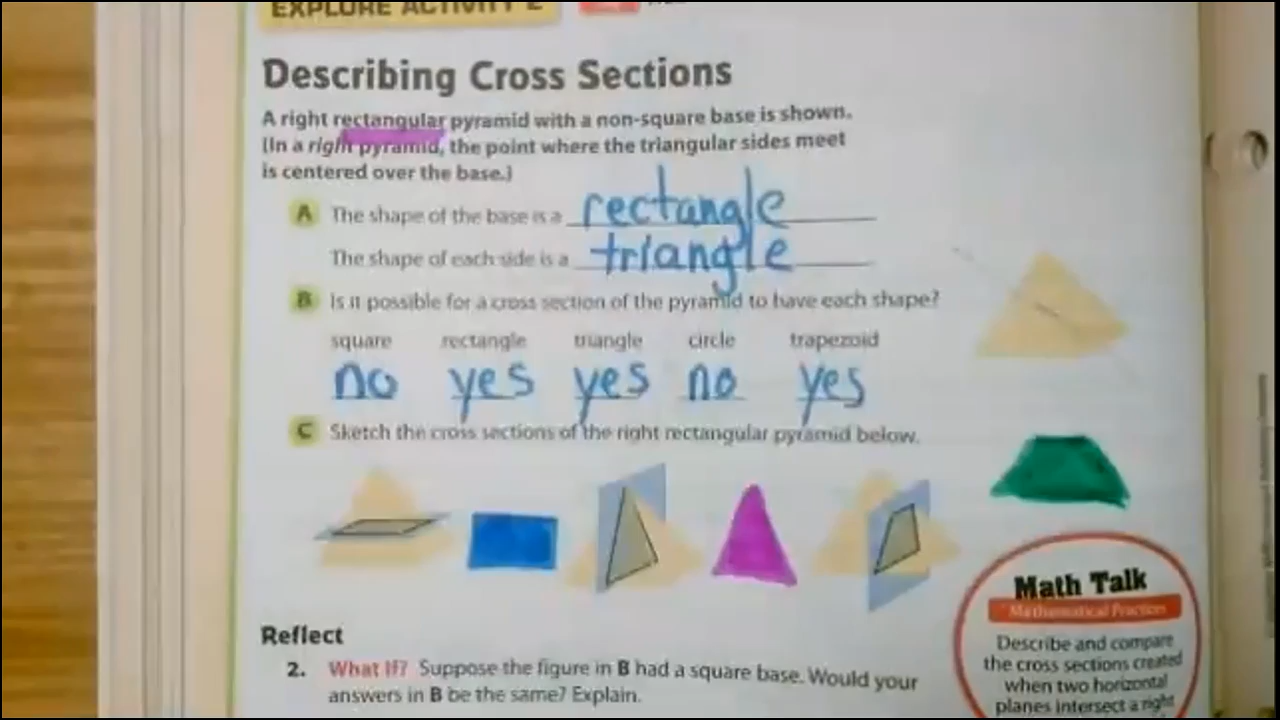 EXPLORE ACTIVITY 2
Describing Cross Sections
A right rectangular pyramid with a non-square base is shown.
(In a right pyramid, the point where the triangular sides meet
is centered over the base.)
A The shape of the base is a rectangle
The shape of each side is a triangle
B Is it possible for a cross section of the pyramid to have each shape?
square rectangle triangle circle trapezoid
no yes yes no yes
C Sketch the cross sections of the right rectangular pyramid below.
Reflect
2. What If? Suppose the figure in B had a square base. Would your
answers in B be the same? Explain.
Math Talk
Mathematical Practices
Describe and compare
the cross sections created
when two horizontal
planes intersect a right